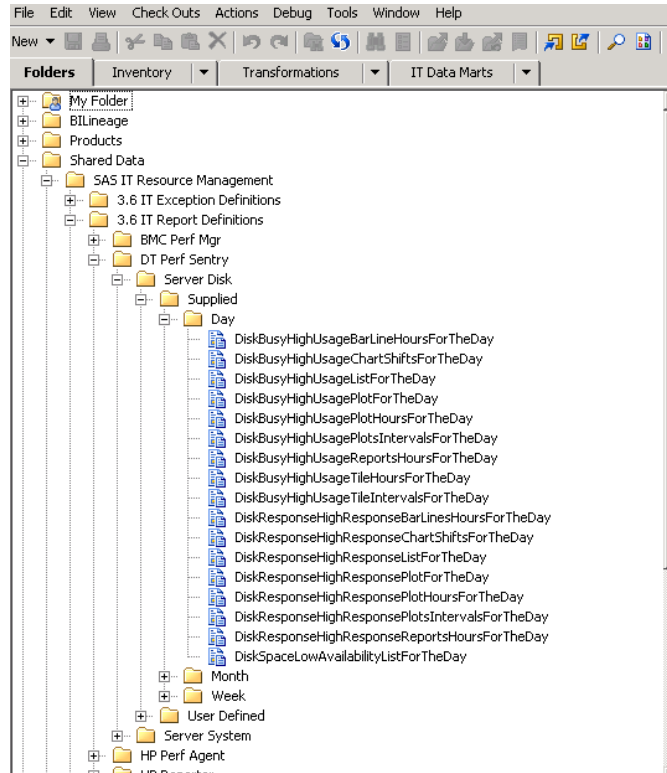 File Edit View Check Outs Actions Debug Tools Window Help
New
Folders Inventory Transformations IT Data Marts
My Folder
BILineage
Products
Shared Data
SAS IT Resource Management
3.6 IT Exception Definitions
3.6 IT Report Definitions
BMC Perf Mgr
DT Perf Sentry
Server Disk
Supplied
Day
DiskBusyHighUsageBarLineHoursForTheDay
DiskBusyHighUsageChartShiftsForTheDay
DiskBusyHighUsageListForTheDay
DiskBusyHighUsagePlotForTheDay
DiskBusyHighUsagePlotHoursForTheDay
DiskBusyHighUsagePlotsIntervalsForTheDay
DiskBusyHighUsageReportsHoursForTheDay
DiskBusyHighUsageTileHoursForTheDay
DiskBusyHighUsageTileIntervalsForTheDay
DiskResponseHighResponseBarLinesHoursForTheDay
DiskResponseHighResponseChartShiftsForTheDay
DiskResponseHighResponseListForTheDay
DiskResponseHighResponsePlotForTheDay
DiskResponseHighResponsePlotHoursForTheDay
DiskResponseHighResponsePlotsIntervalsForTheDay
DiskResponseHighResponseReportsHoursForTheDay
DiskSpaceLowAvailabilityListForTheDay
Month
Week
User Defined
Server System
HP Perf Agent
HP Reporter